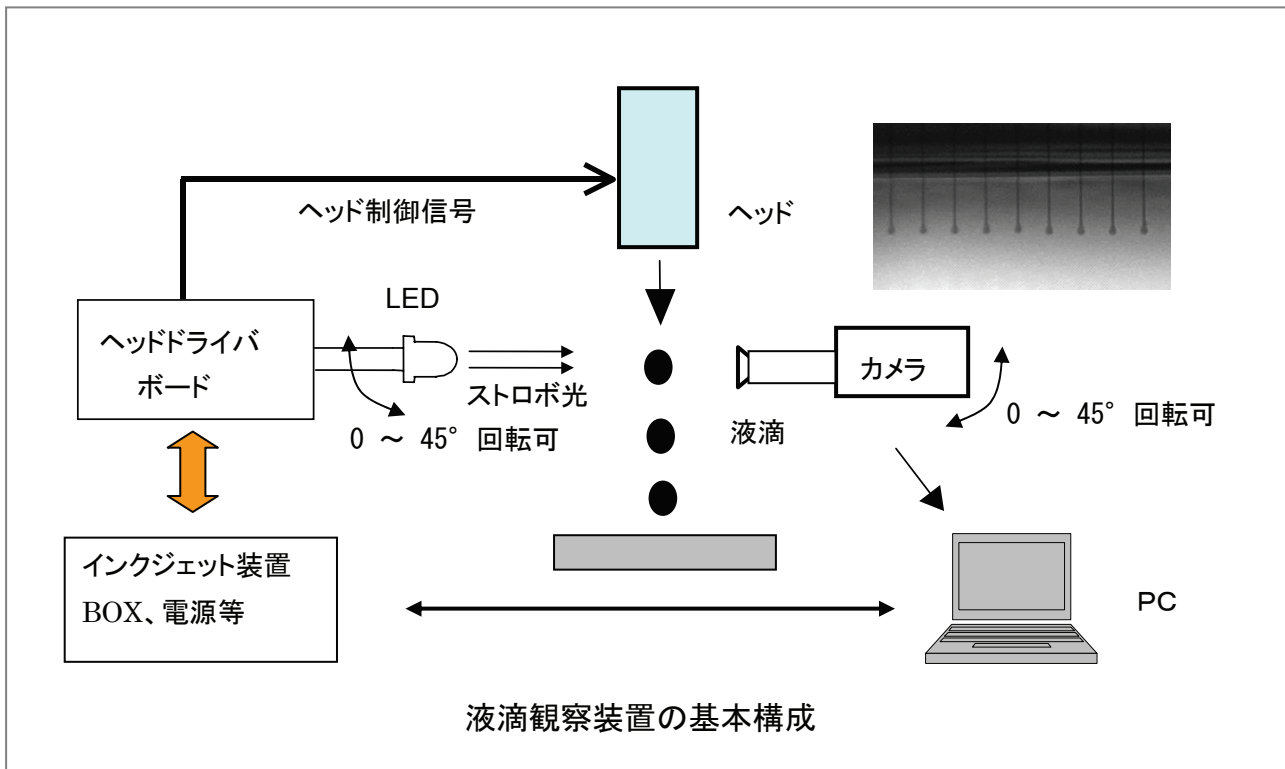 ヘッド制御信号
ヘッド
LED
ヘッドドライバ
ボード
ストロボ光
0 ～ 45° 回転可
カメラ
液滴
0 ～ 45° 回転可
インクジェット装置
BOX、電源等
PC
液滴観察装置の基本構成